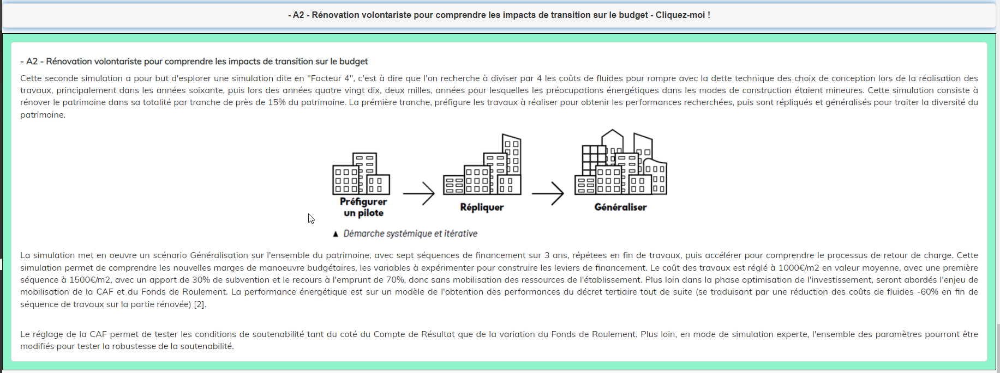 - A2 - Rénovation volontariste pour comprendre les impacts de transition sur le budget - Cliquez-moi !
- A2 - Rénovation volontariste pour comprendre les impacts de transition sur le budget
Cette seconde simulation a pour but d'esplorer une simulation dite en "Facteur 4", c'est à dire que l'on recherche à diviser par 4 les coûts de fluides pour rompre avec la dette technique des choix de conception lors de la réalisation des
travaux, principalement dans les années soixante, puis lors des années quatre vingt dix, deux milles, années pour lesquelles les préocupations énergétiques dans les modes de construction étaient mineures. Cette simulation consiste à
rénover le patrimoine dans sa totalité par tranche de près de 15% du patrimoine. La prémière tranche, préfigure les travaux à réaliser pour obtenir les performances recherchées, puis sont répliqués et généralisés pour traiter la diversité du
patrimoine.
Préfigurer
un pilote
Répliquer
Généraliser
▲ Démarche systémique et itérative
La simulation met en oeuvre un scénario Généralisation sur l'ensemble du patrimoine, avec sept séquences de financement sur 3 ans, répétees en fin de travaux, puis accélérer pour comprendre le processus de retour de charge. Cette
simulation permet de comprendre les nouvelles marges de manoeuvre budgétaires, les variables à expérimenter pour construire les leviers de financement. Le coût des travaux est réglé à 1000€/m2 en valeur moyenne, avec une première
séquence à 1500€/m2, avec un apport de 30% de subvention et le recours à l'emprunt de 70%, donc sans mobilisation des ressources de l'établissement. Plus loin dans la phase optimisation de l'investissement, seront abordés l'enjeu de
mobilisation de la CAF et du Fonds de Roulement. La performance énergétique est sur un modèle de l'obtention des performances du décret tertiaire tout de suite (se traduisant par une réduction des coûts de fluides -60% en fin de
séquence de travaux sur la partie rénovée) [2].
Le réglage de la CAF permet de tester les conditions de soutenabilité tant du coté du Compte de Résultat que de la variation du Fonds de Roulement. Plus loin, en mode de simulation experte, l'ensemble des paramètres pourront être
modifiés pour tester la robustesse de la soutenabilité.